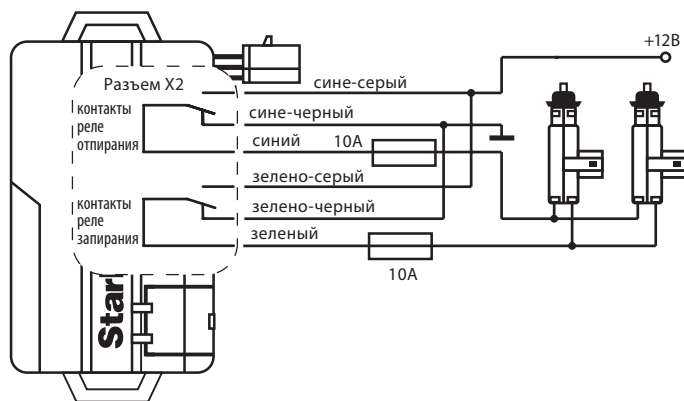 +12В
Разъем X2
сине-серый
контакты
реле
отпирания
сине-черный
синий
10А
зелено-серый
контакты
реле
запирания
зелено-черный
зеленый
10А